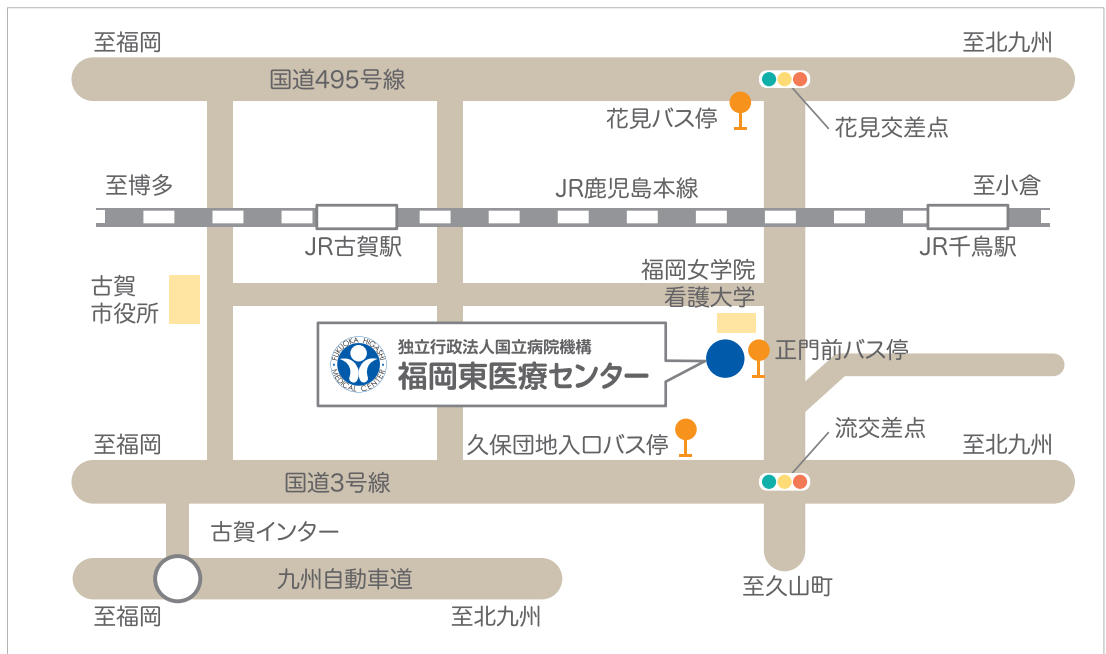 至福岡
至北九州
国道495号線
花見バス停
花見交差点
至博多
JR鹿児島本線
至小倉
JR古賀駅
JR千鳥駅
古賀
市役所
福岡女学院
看護大学
FUKUOKA HIGASHI
MEDICAL CENTER
独立行政法人国立病院機構
福岡東医療センター
正門前バス停
久保団地入口バス停
流交差点
至福岡
至北九州
国道3号線
古賀インター
九州自動車道
至久山町
至福岡
至北九州